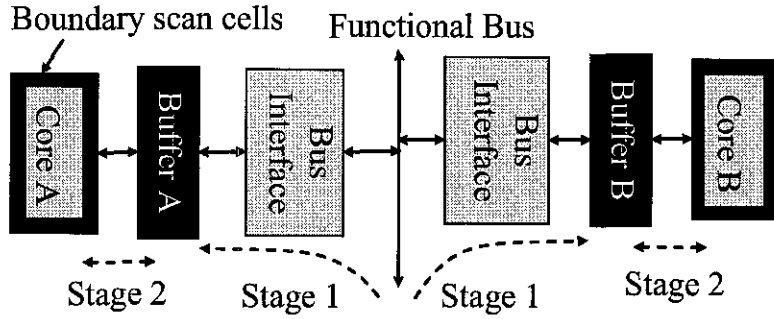 Boundary scan cells
Functional Bus
Core A
Buffer A
Bus
Interface
Bus
Interface
Buffer B
Core B
Stage 2
Stage 1
Stage 1
Stage 2